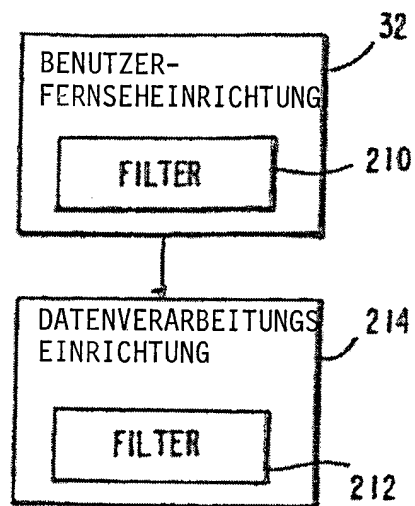 32
BENUTZER-
FERNSEHEINRICHTUNG
FILTER
210
DATENVERARBEITUNGS
EINRICHTUNG
214
FILTER
212